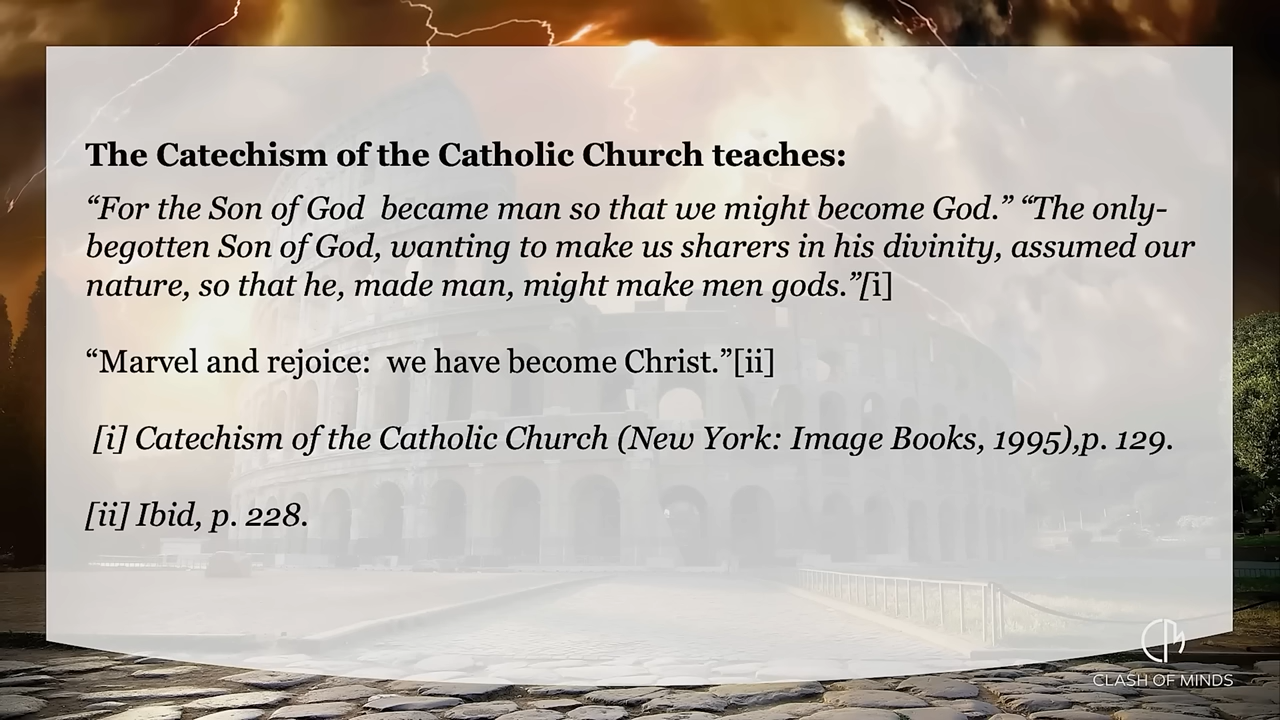 The Catechism of the Catholic Church teaches:
“For the Son of God  became man so that we might become God.” “The only-
begotten Son of God, wanting to make us sharers in his divinity, assumed our
nature, so that he, made man, might make men gods.”[i]
“Marvel and rejoice:  we have become Christ.”[ii]
[i] Catechism of the Catholic Church (New York: Image Books, 1995),p. 129.
[ii] Ibid, p. 228.
CLASH OF MINDS